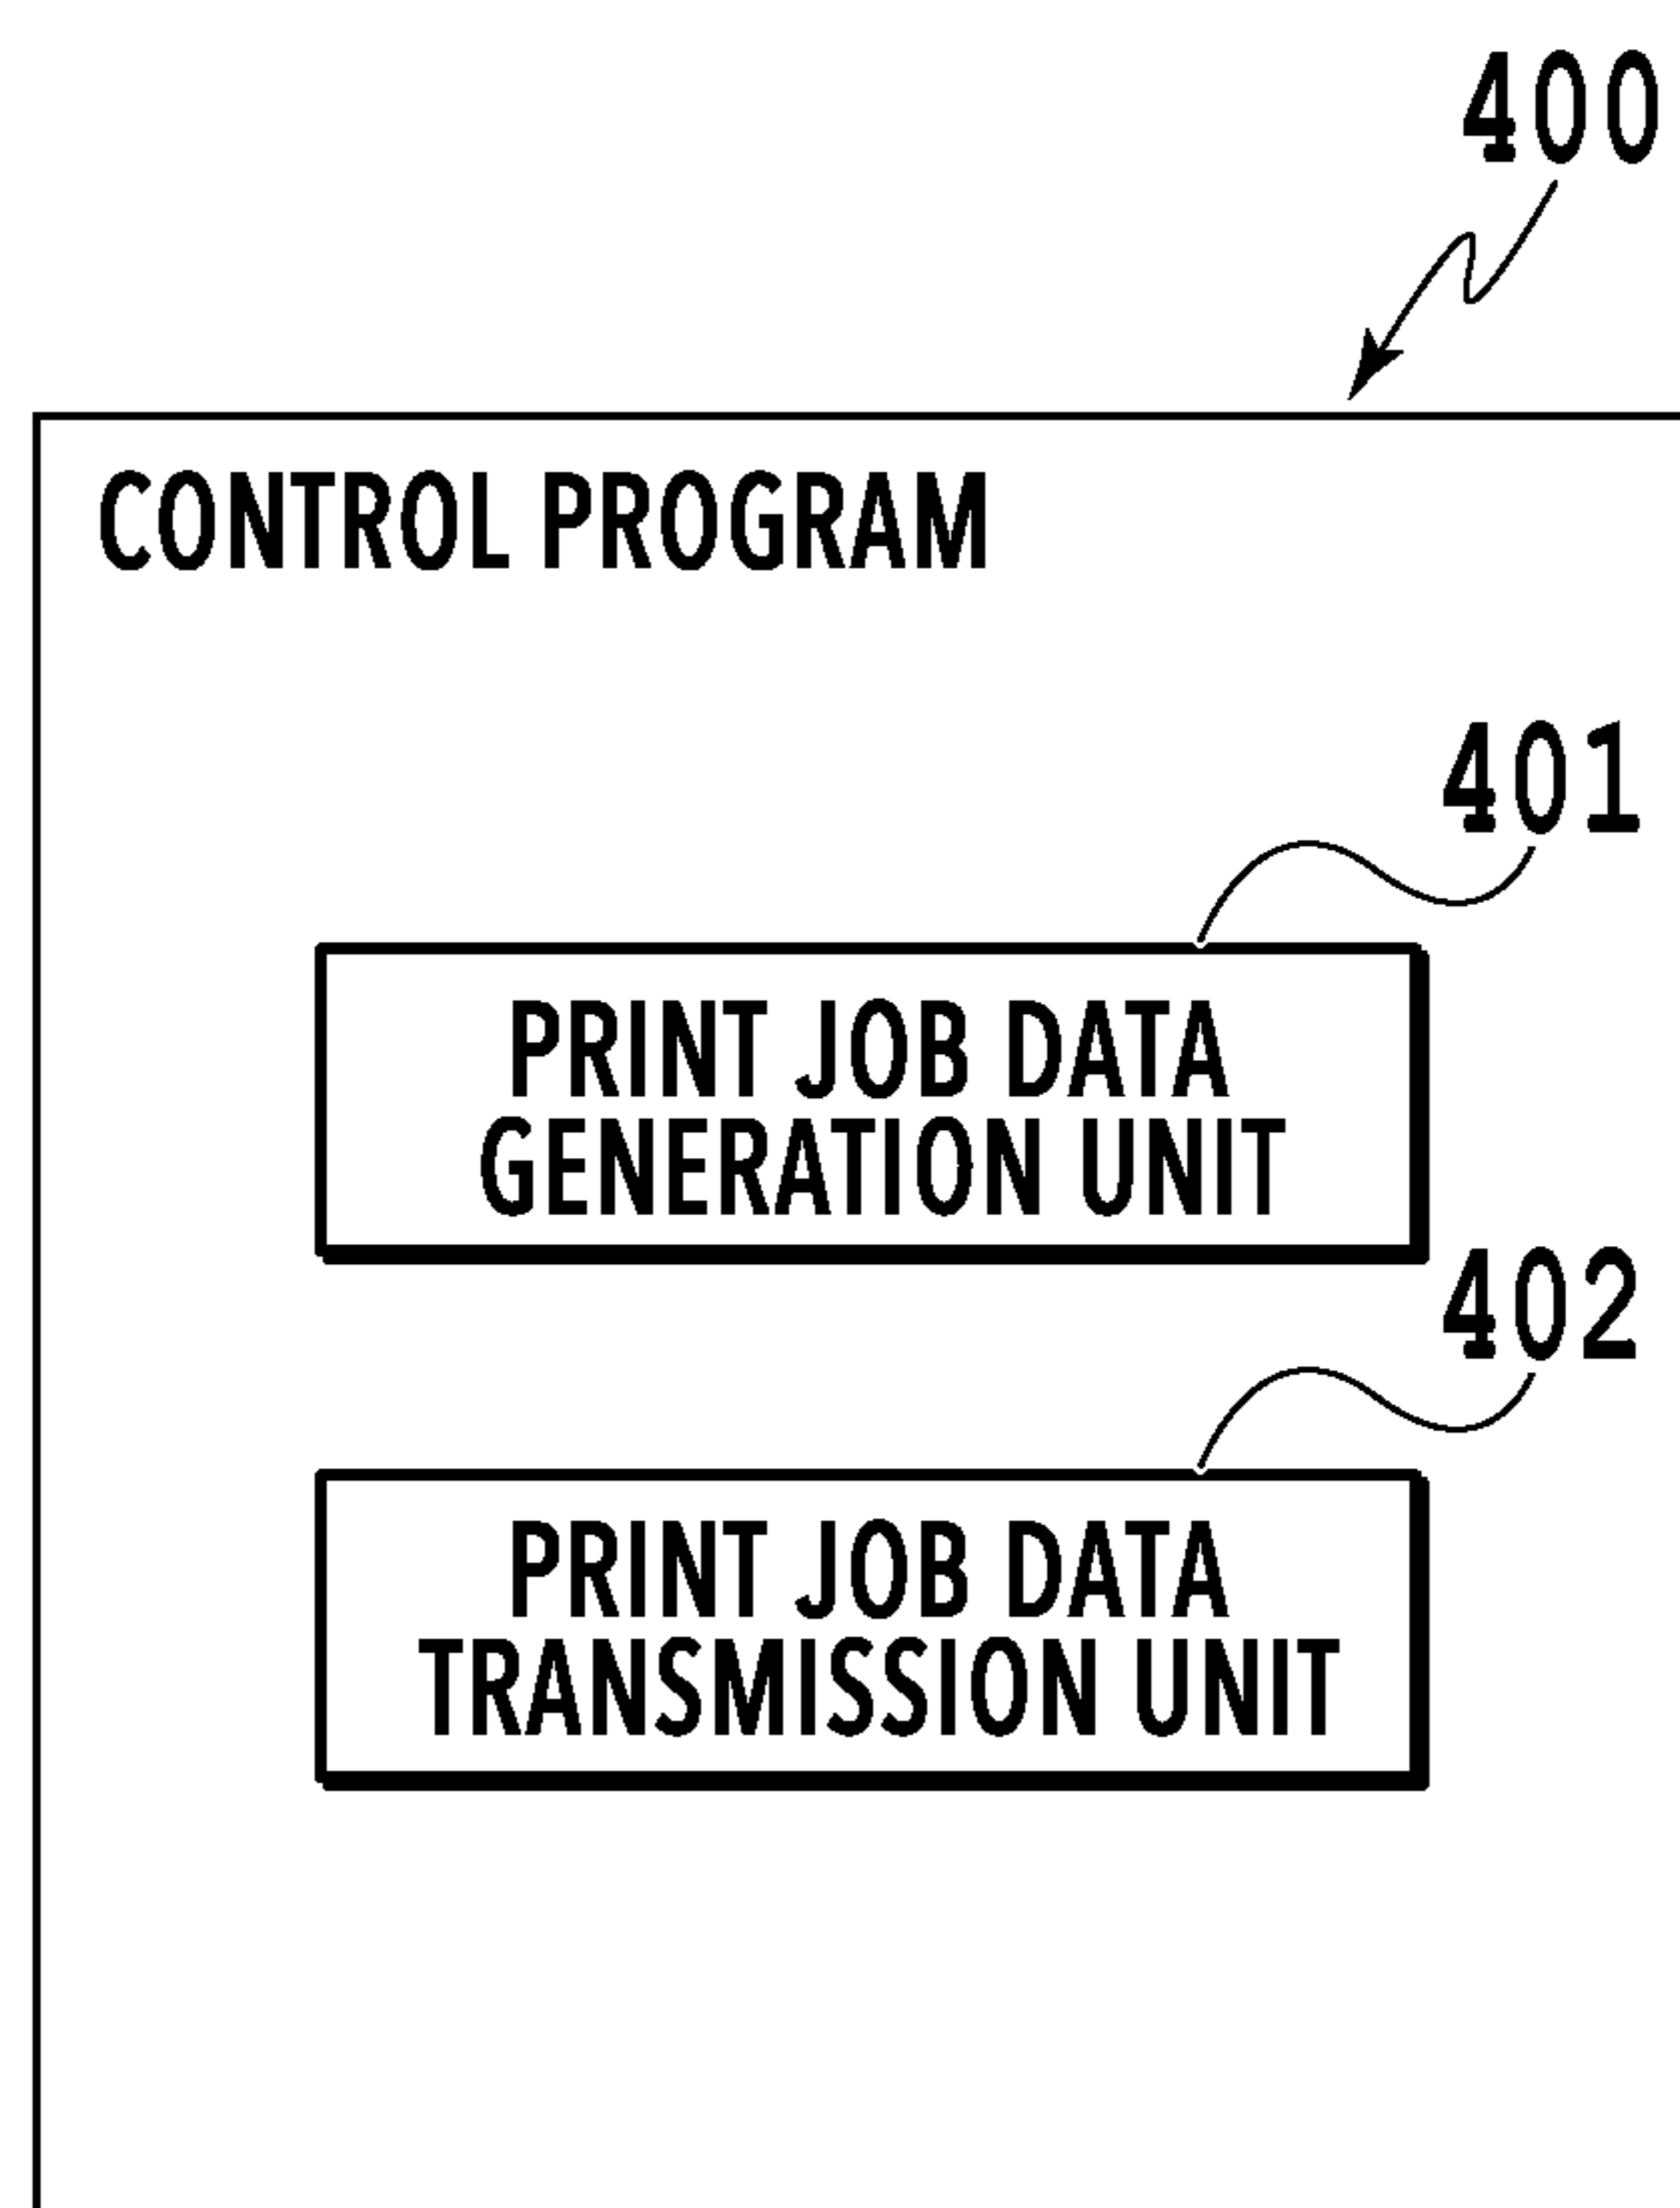 400
CONTROL PROGRAM
401
PRINT JOB DATA
GENERATION UNIT
402
PRINT JOB DATA
TRANSMISSION UNIT